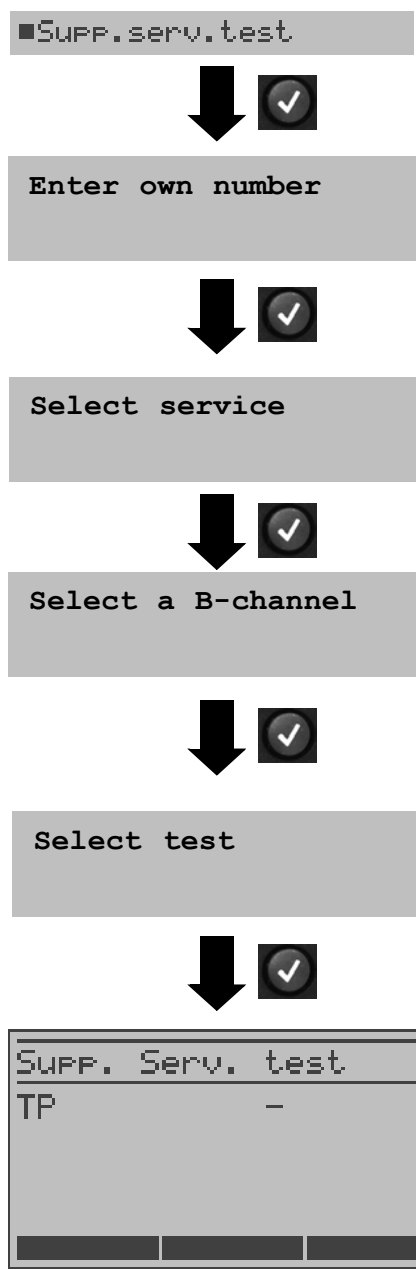 ■Supp.serv.test
Enter own number
Select service
Select a B-channel
Select test
Supp. Serv. test
TP –